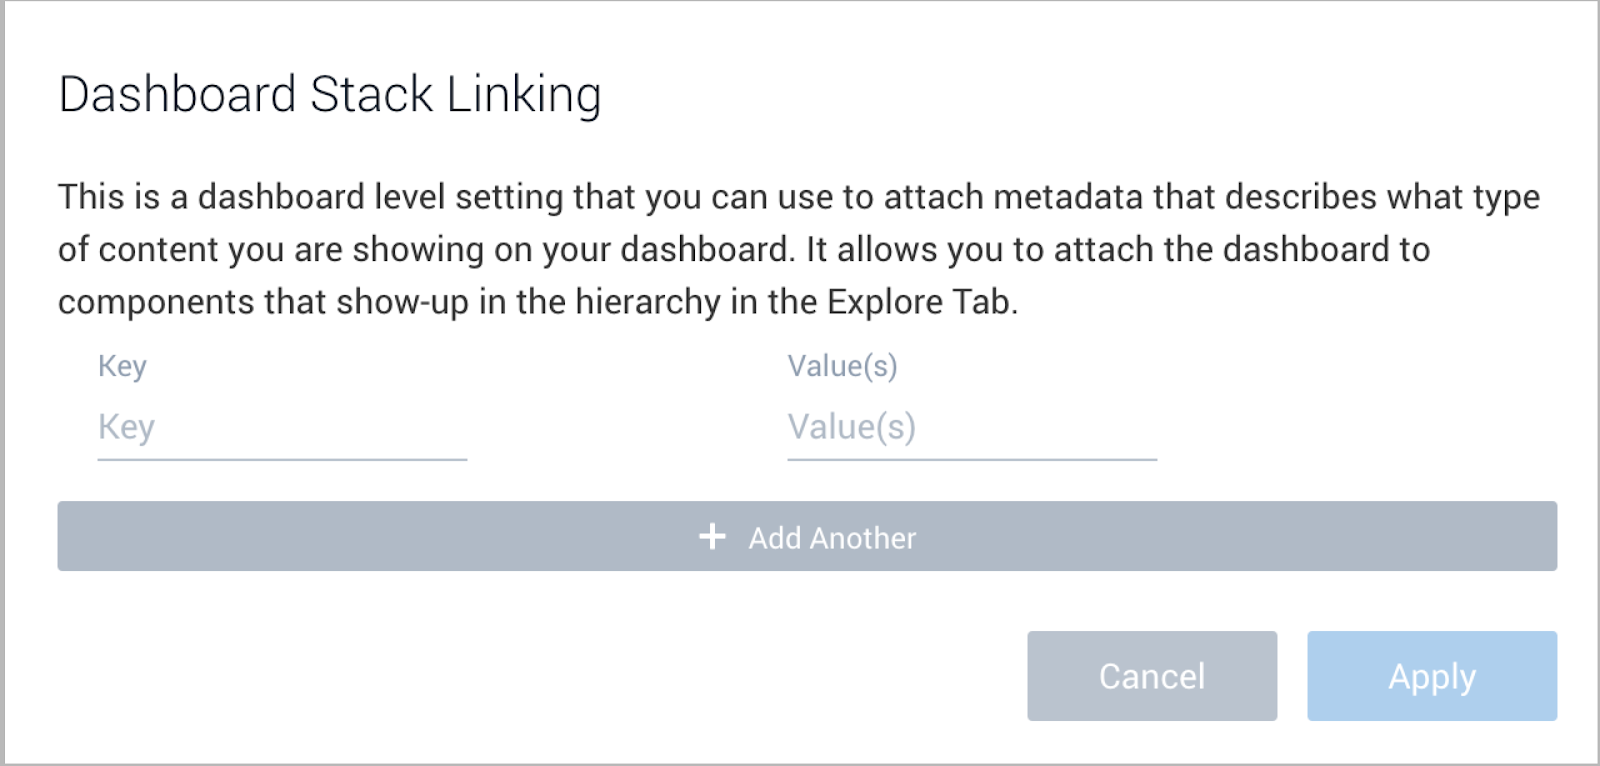 Dashboard Stack Linking
This is a dashboard level setting that you can use to attach metadata that describes what type
of content you are showing on your dashboard. It allows you to attach the dashboard to
components that show-up in the hierarchy in the Explore Tab.
Key Value(s)
Key Value(s)
+ Add Another
Cancel Apply